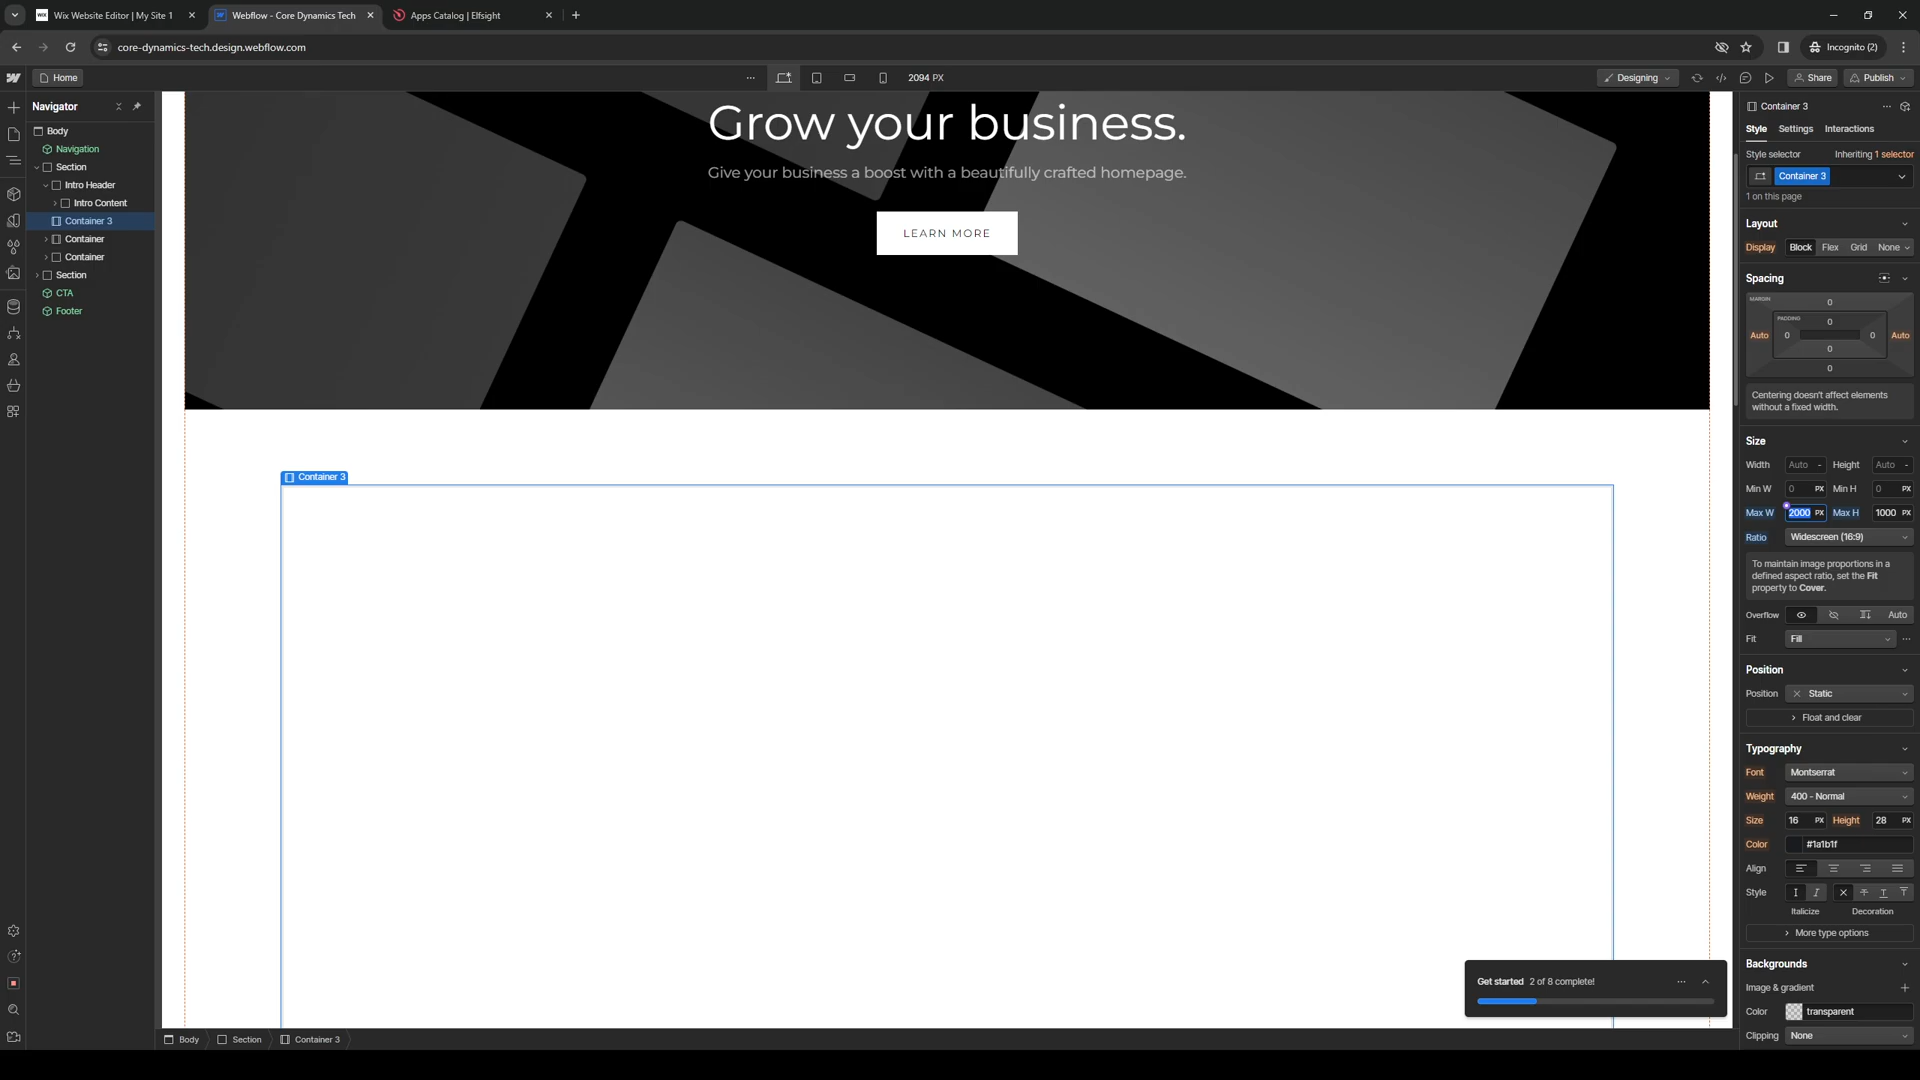 Wix Website Editor | My Site 1
Webflow - Core Dynamics Tech
Apps Catalog | Elfsight
core-dynamics-tech.design.webflow.com
Incognito (2)
Home
2094 PX
Designing
Share
Publish
Navigator
Body
Navigation
Section
Intro Header
Intro Content
Container 3
Container
Container
Section
CTA
Footer
Grow your business.
Give your business a boost with a beautifully crafted homepage.
LEARN MORE
Container 3
Get started 2 of 8 complete!
Body
Section
Container 3
Container 3
Style Settings Interactions
Style selector Inheriting 1 selector
Container 3
1 on this page
Layout
Display Block Flex Grid None
Spacing
MARGIN
0
PADDING
0
Auto 0 0 Auto
0
0
Centering doesn't affect elements
without a fixed width.
Size
Width Auto - Height Auto -
Min W 0 PX Min H 0 PX
Max W 2000 PX Max H 1000 PX
Ratio Widescreen (16:9)
To maintain image proportions in a
defined aspect ratio, set the Fit
property to Cover.
Overflow Auto
Fit Fill
Position
Position Static
Float and clear
Typography
Font Montserrat
Weight 400 - Normal
Size 16 PX Height 28 PX
Color #1a1b1f
Align
Style
Italicize Decoration
More type options
Backgrounds
Image & gradient
Color transparent
Clipping None